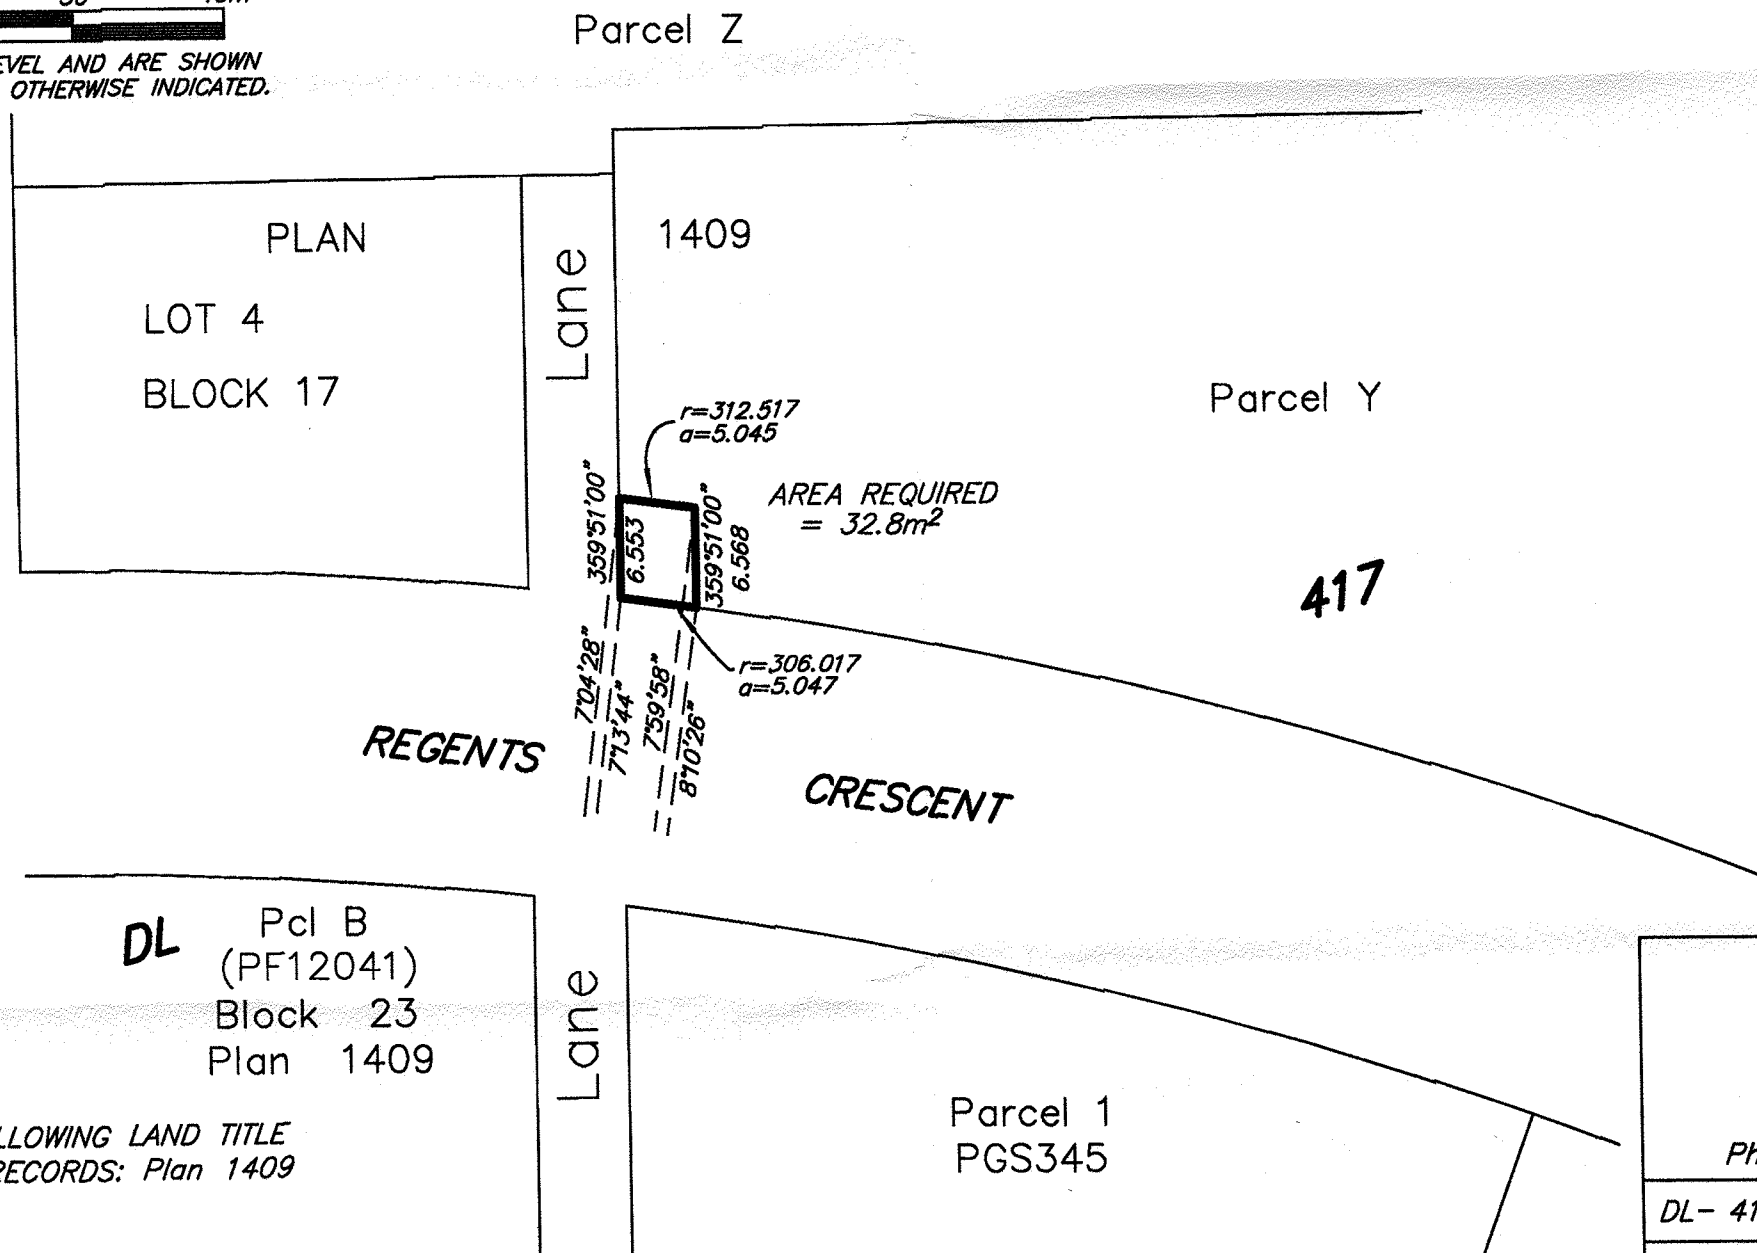 Parcel Z
EVEL AND ARE SHOWN
OTHERWISE INDICATED.
PLAN
1409
LOT 4
BLOCK 17
Lane
Parcel Y
r=312.517
a=5.045
AREA REQUIRED
= 32.8m²
359°51'00"
6.553
359°51'00"
6.568
417
r=306.017
a=5.047
7°04'28"
7°13'44"
7°59'58"
8°10'26"
REGENTS
CRESCENT
DL
Pcl B
(PF12041)
Block 23
Plan 1409
Lane
Parcel 1
PGS345
LLOWING LAND TITLE
RECORDS: Plan 1409
Ph
DL- 41